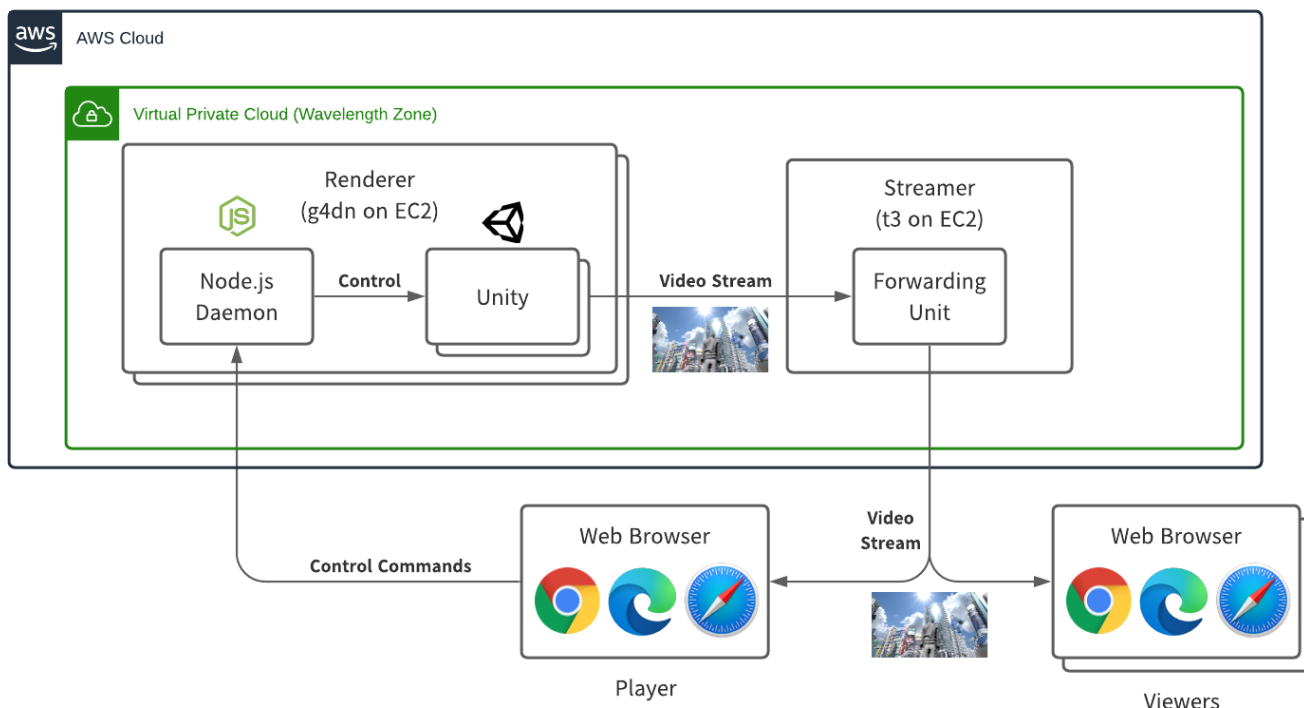 aws
AWS Cloud
Virtual Private Cloud (Wavelength Zone)
Renderer
(g4dn on EC2)
JS
Node.js
Daemon
Control
Unity
Video Stream
Streamer
(t3 on EC2)
Forwarding
Unit
Control Commands
Web Browser
Player
Video
Stream
Web Browser
Viewers